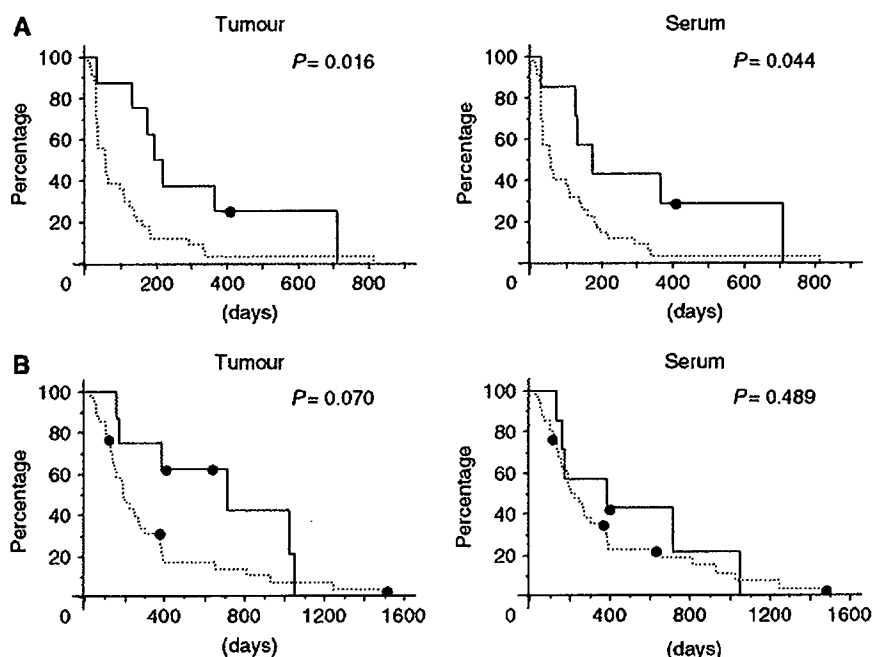 A
Tumour
P = 0.016
Percentage
100
80
60
40
20
0
200
400
600
800
(days)
Serum
P = 0.044
Percentage
100
80
60
40
20
0
200
400
600
800
(days)
B
Tumour
P = 0.070
Percentage
100
80
60
40
20
0
400
800
1200
1600
(days)
Serum
P = 0.489
Percentage
100
80
60
40
20
0
400
800
1200
1600
(days)